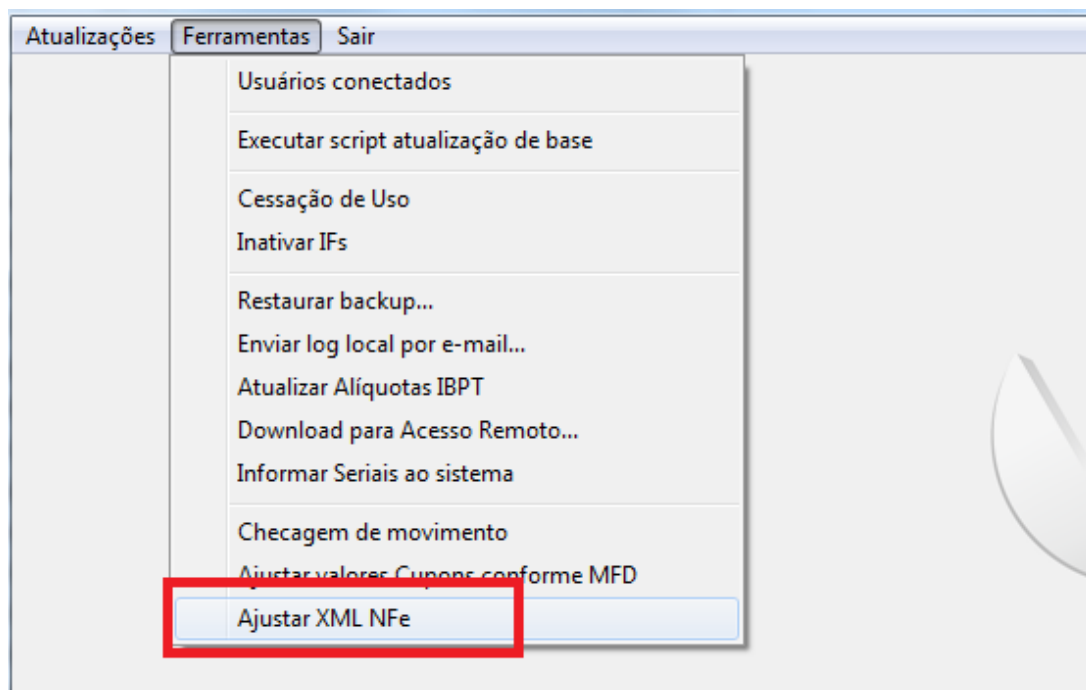 Atualizações Ferramentas Sair
Usuários conectados
Executar script atualização de base
Cessação de Uso
Inativar IFs
Restaurar backup...
Enviar log local por e-mail...
Atualizar Alíquotas IBPT
Download para Acesso Remoto...
Informar Seriais ao sistema
Checagem de movimento
Ajustar valores Cupons conforme MFD
Ajustar XML NFe